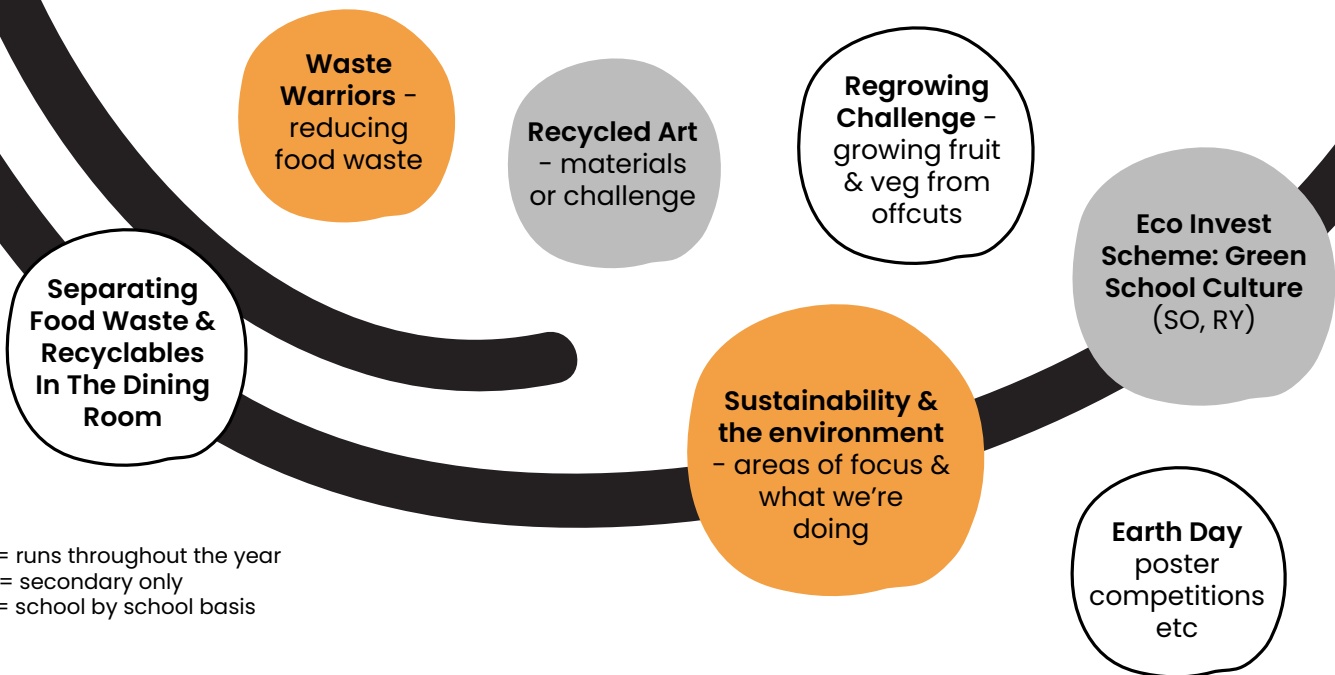 Waste
Warriors -
reducing
food waste
Recycled Art
- materials
or challenge
Regrowing
Challenge -
growing fruit
& veg from
offcuts
Eco Invest
Scheme: Green
School Culture
(SO, RY)
Separating
Food Waste &
Recyclables
In The Dining
Room
Sustainability &
the environment
- areas of focus &
what we’re
doing
Earth Day
poster
competitions
etc
= runs throughout the year
= secondary only
= school by school basis